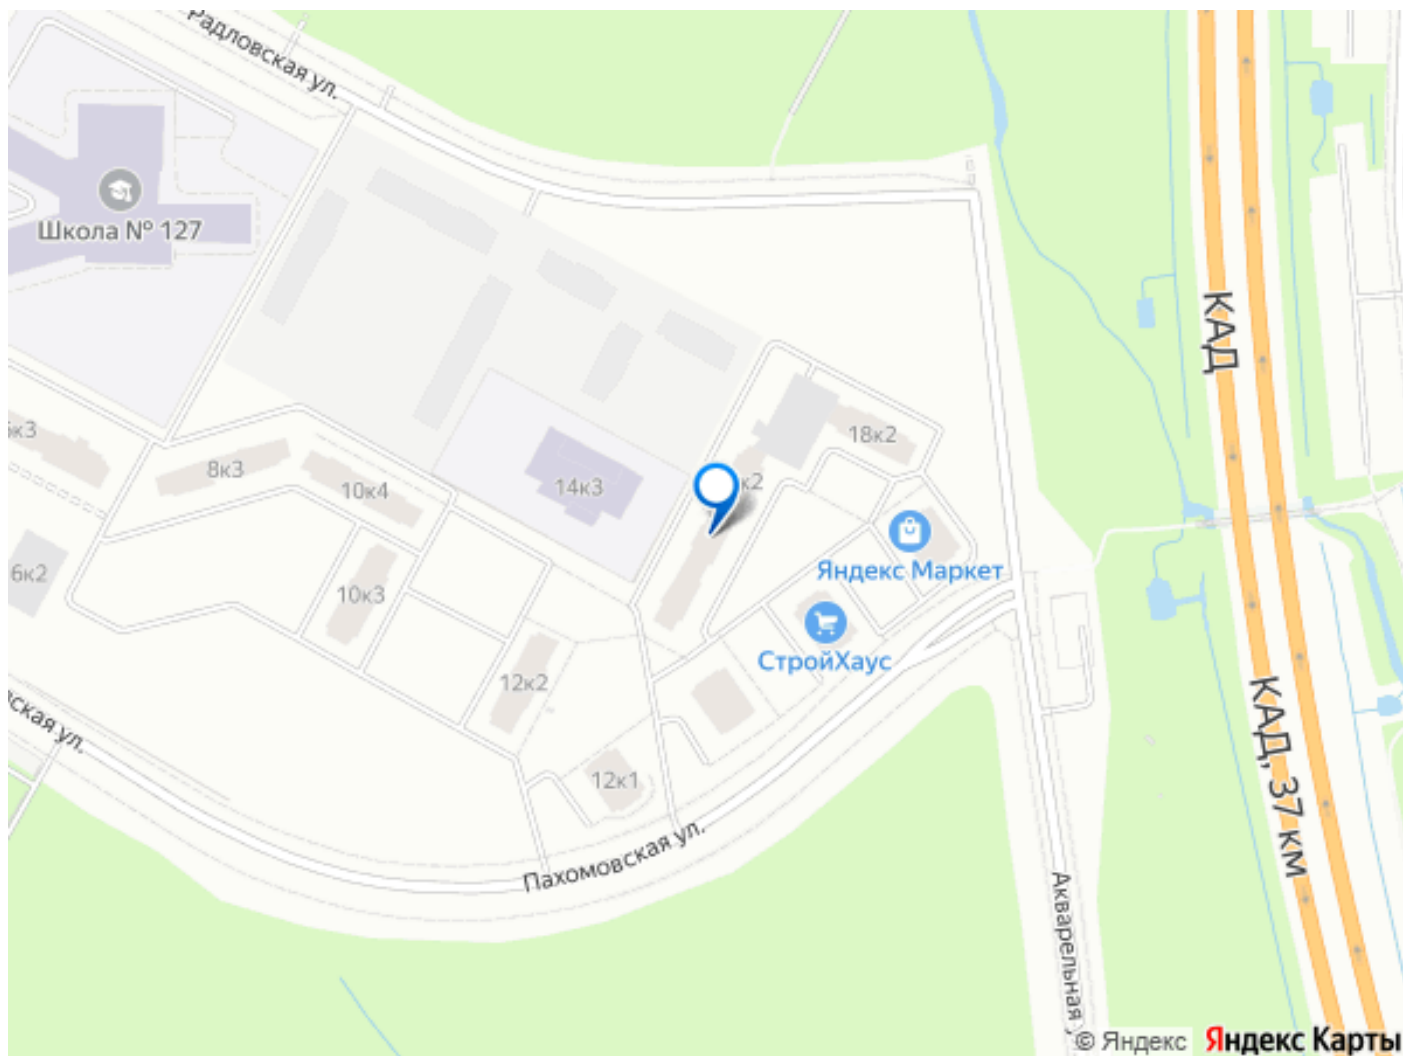 Радловская ул.
Школа № 127
КАД
18к2
к3
8к3
10к4
14к3
к2
Яндекс Маркет
6к2
10к3
СтройХаус
12к2
ская ул.
12к1
КАД, 37 км
Пахомовская ул.
Акварельная
© Яндекс Яндекс Карты